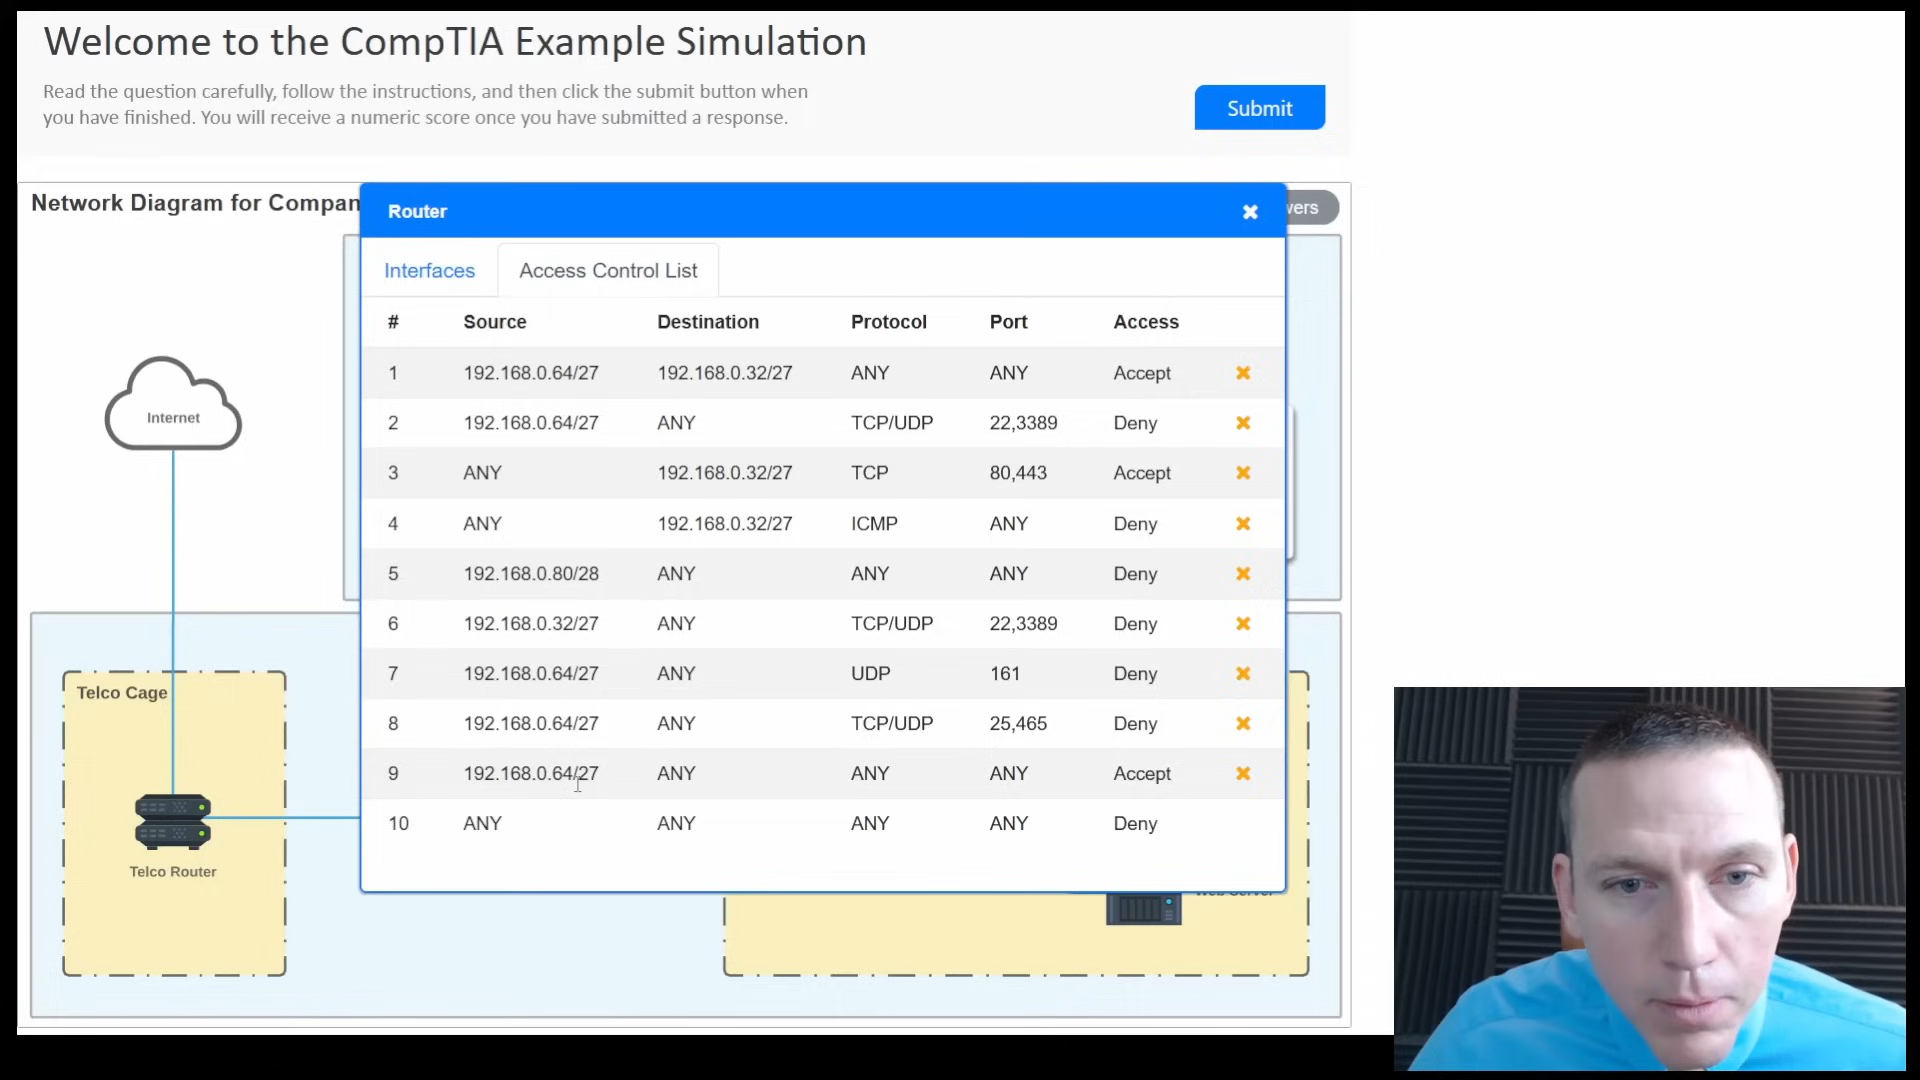 Welcome to the CompTIA Example Simulation
Read the question carefully, follow the instructions, and then click the submit button when
you have finished. You will receive a numeric score once you have submitted a response.
Submit
Network Diagram for Compan
Router
vers
Interfaces
Access Control List
# Source Destination Protocol Port Access
1 192.168.0.64/27 192.168.0.32/27 ANY ANY Accept
2 192.168.0.64/27 ANY TCP/UDP 22,3389 Deny
3 ANY 192.168.0.32/27 TCP 80,443 Accept
4 ANY 192.168.0.32/27 ICMP ANY Deny
5 192.168.0.80/28 ANY ANY ANY Deny
6 192.168.0.32/27 ANY TCP/UDP 22,3389 Deny
7 192.168.0.64/27 ANY UDP 161 Deny
8 192.168.0.64/27 ANY TCP/UDP 25,465 Deny
9 192.168.0.64/27 ANY ANY ANY Accept
10 ANY ANY ANY ANY Deny
Internet
Telco Cage
Telco Router
Web Server